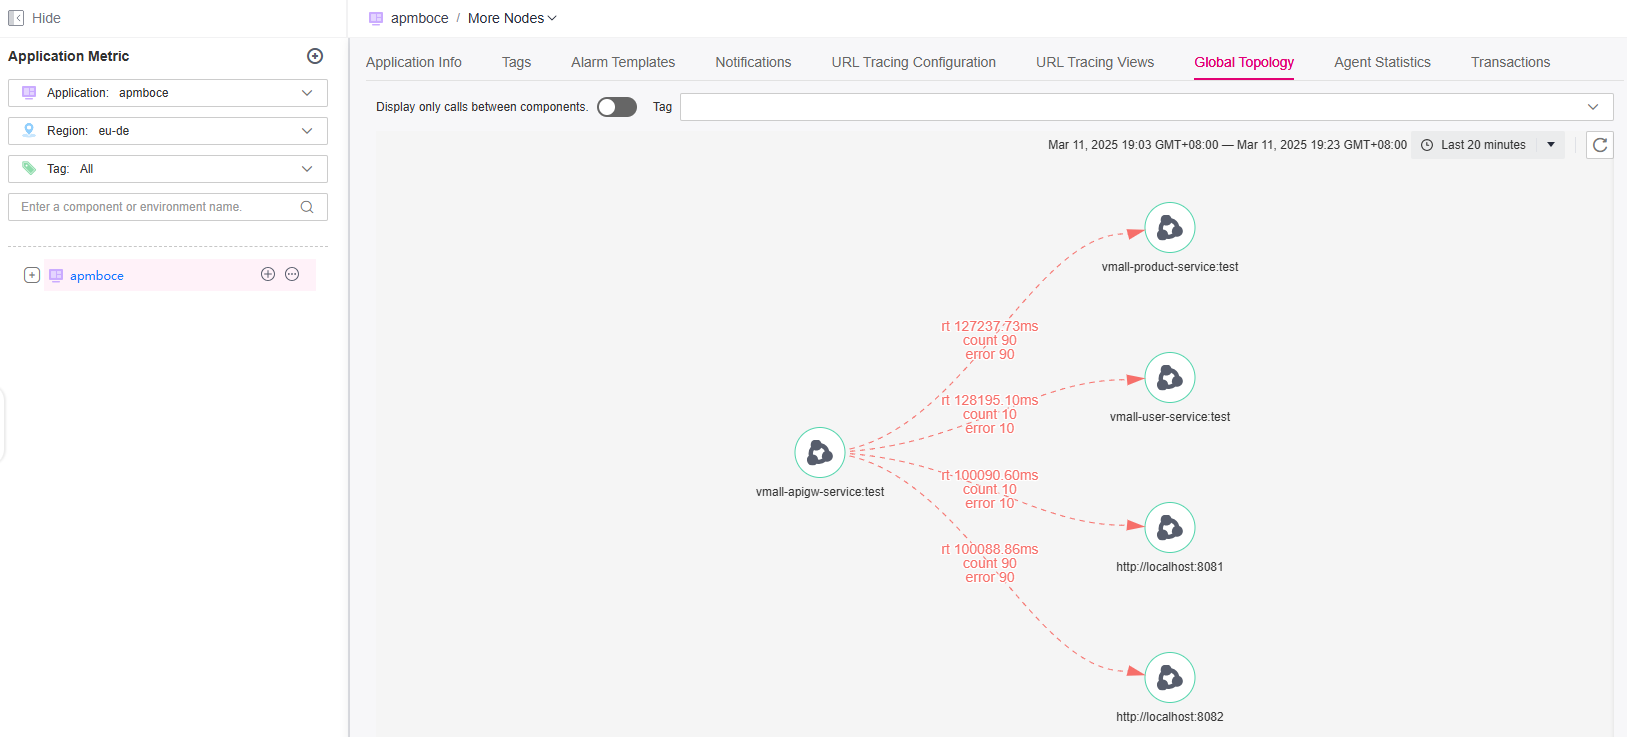 Hide
apmboce / More Nodes
Application Metric
Application: apmboce
Region: eu-de
Tag: All
Enter a component or environment name.
apmboce
Application Info Tags Alarm Templates Notifications URL Tracing Configuration URL Tracing Views Global Topology Agent Statistics Transactions
Display only calls between components. Tag
Mar 11, 2025 19:03 GMT+08:00 — Mar 11, 2025 19:23 GMT+08:00 Last 20 minutes
vmall-product-service:test
rt 127237.73ms
count 90
error 90
rt 128195.10ms
count 10
error 10
vmall-user-service:test
vmall-apigw-service:test
rt 100090.60ms
count 10
error 10
rt 100088.86ms
count 90
error 90
http://localhost:8081
http://localhost:8082